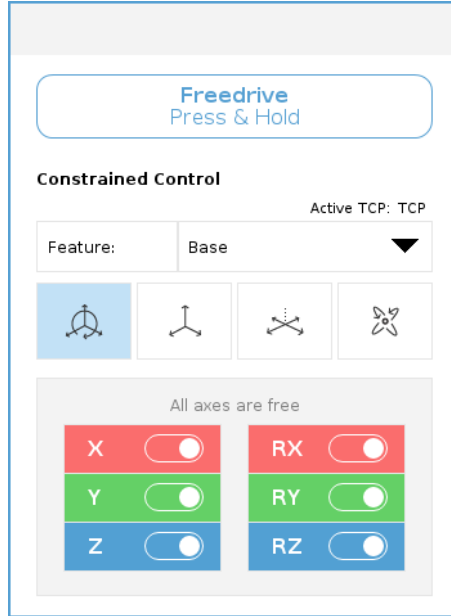 Freedrive
Press & Hold
Constrained Control
Active TCP: TCP
Feature:
Base
All axes are free
X
RX
Y
RY
Z
RZ